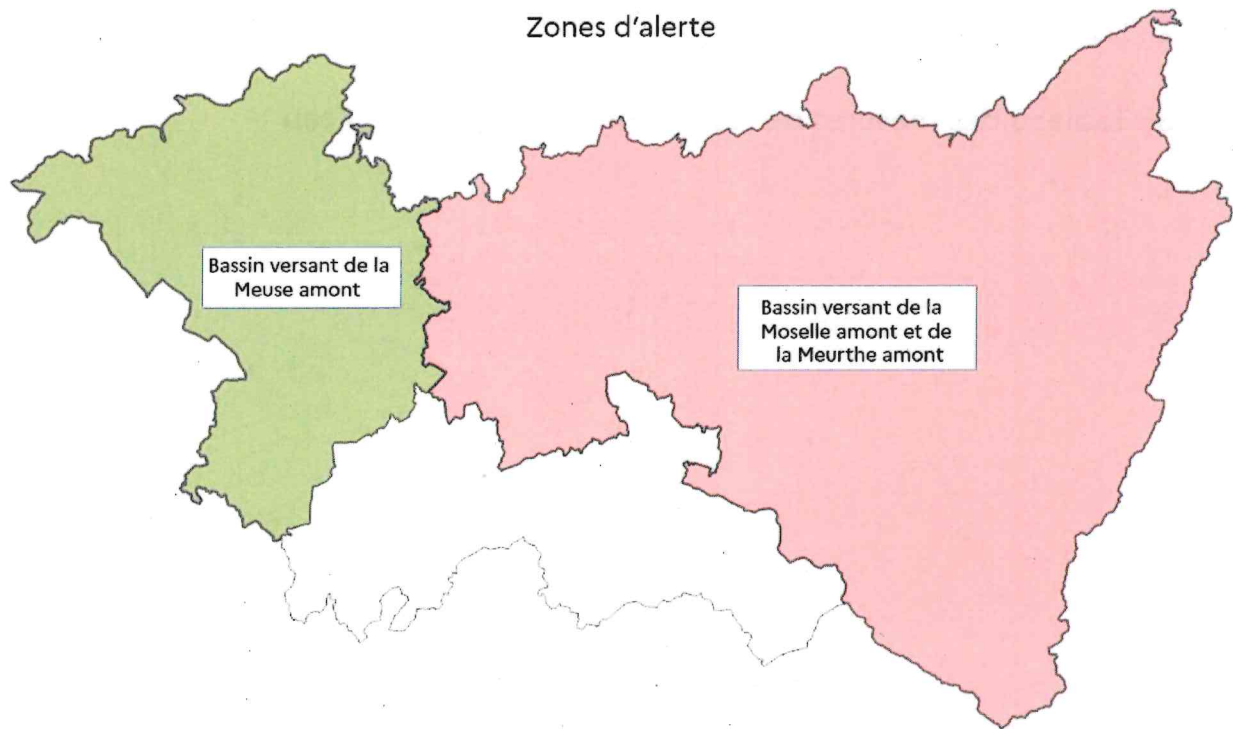 Zones d'alerte
Bassin versant de la
Meuse amont
Bassin versant de la
Moselle amont et de
la Meurthe amont